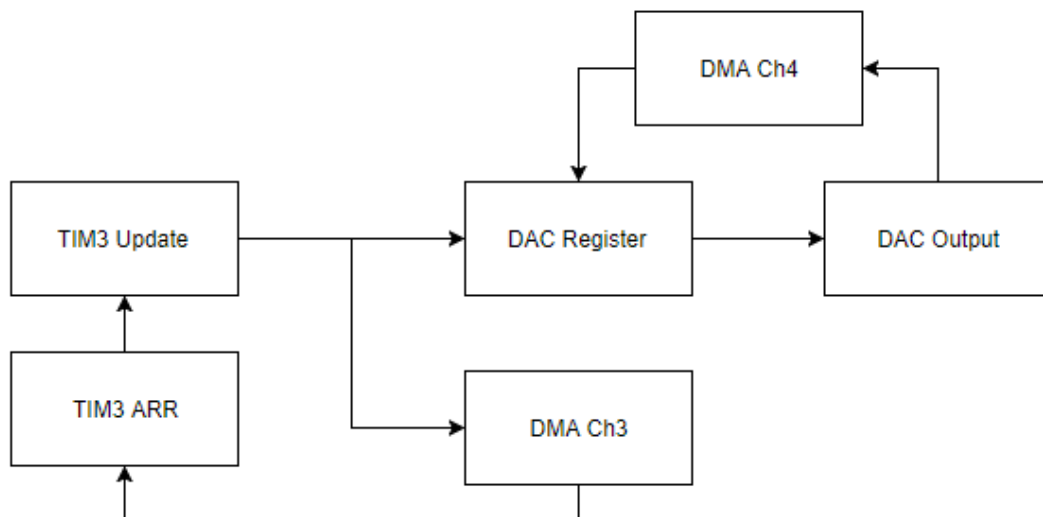 DMA Ch4
TIM3 Update
DAC Register
DAC Output
TIM3 ARR
DMA Ch3